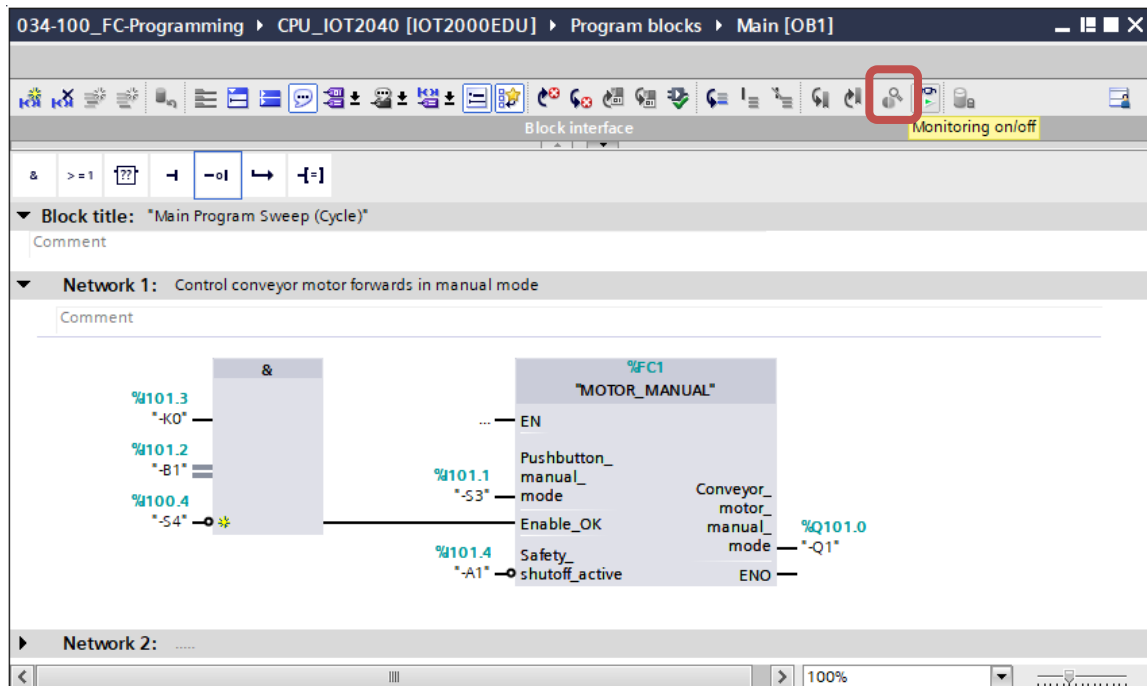 034-100_FC-Programming ▸ CPU_IOT2040 [IOT2000EDU] ▸ Program blocks ▸ Main [OB1]
Monitoring on/off
Block interface
& >=1 ??
Block title: "Main Program Sweep (Cycle)"
Comment
Network 1: Control conveyor motor forwards in manual mode
Comment
&
%I101.3
"-K0"
%I101.2
"-B1"
%I100.4
"-S4"
%FC1
"MOTOR_MANUAL"
... EN
%I101.1
"-S3"
Pushbutton_
manual_
mode
Enable_OK
%I101.4
"-A1"
Safety_
shutoff_active
Conveyor_
motor_
manual_
mode
%Q101.0
"-Q1"
ENO
Network 2: .....
100%